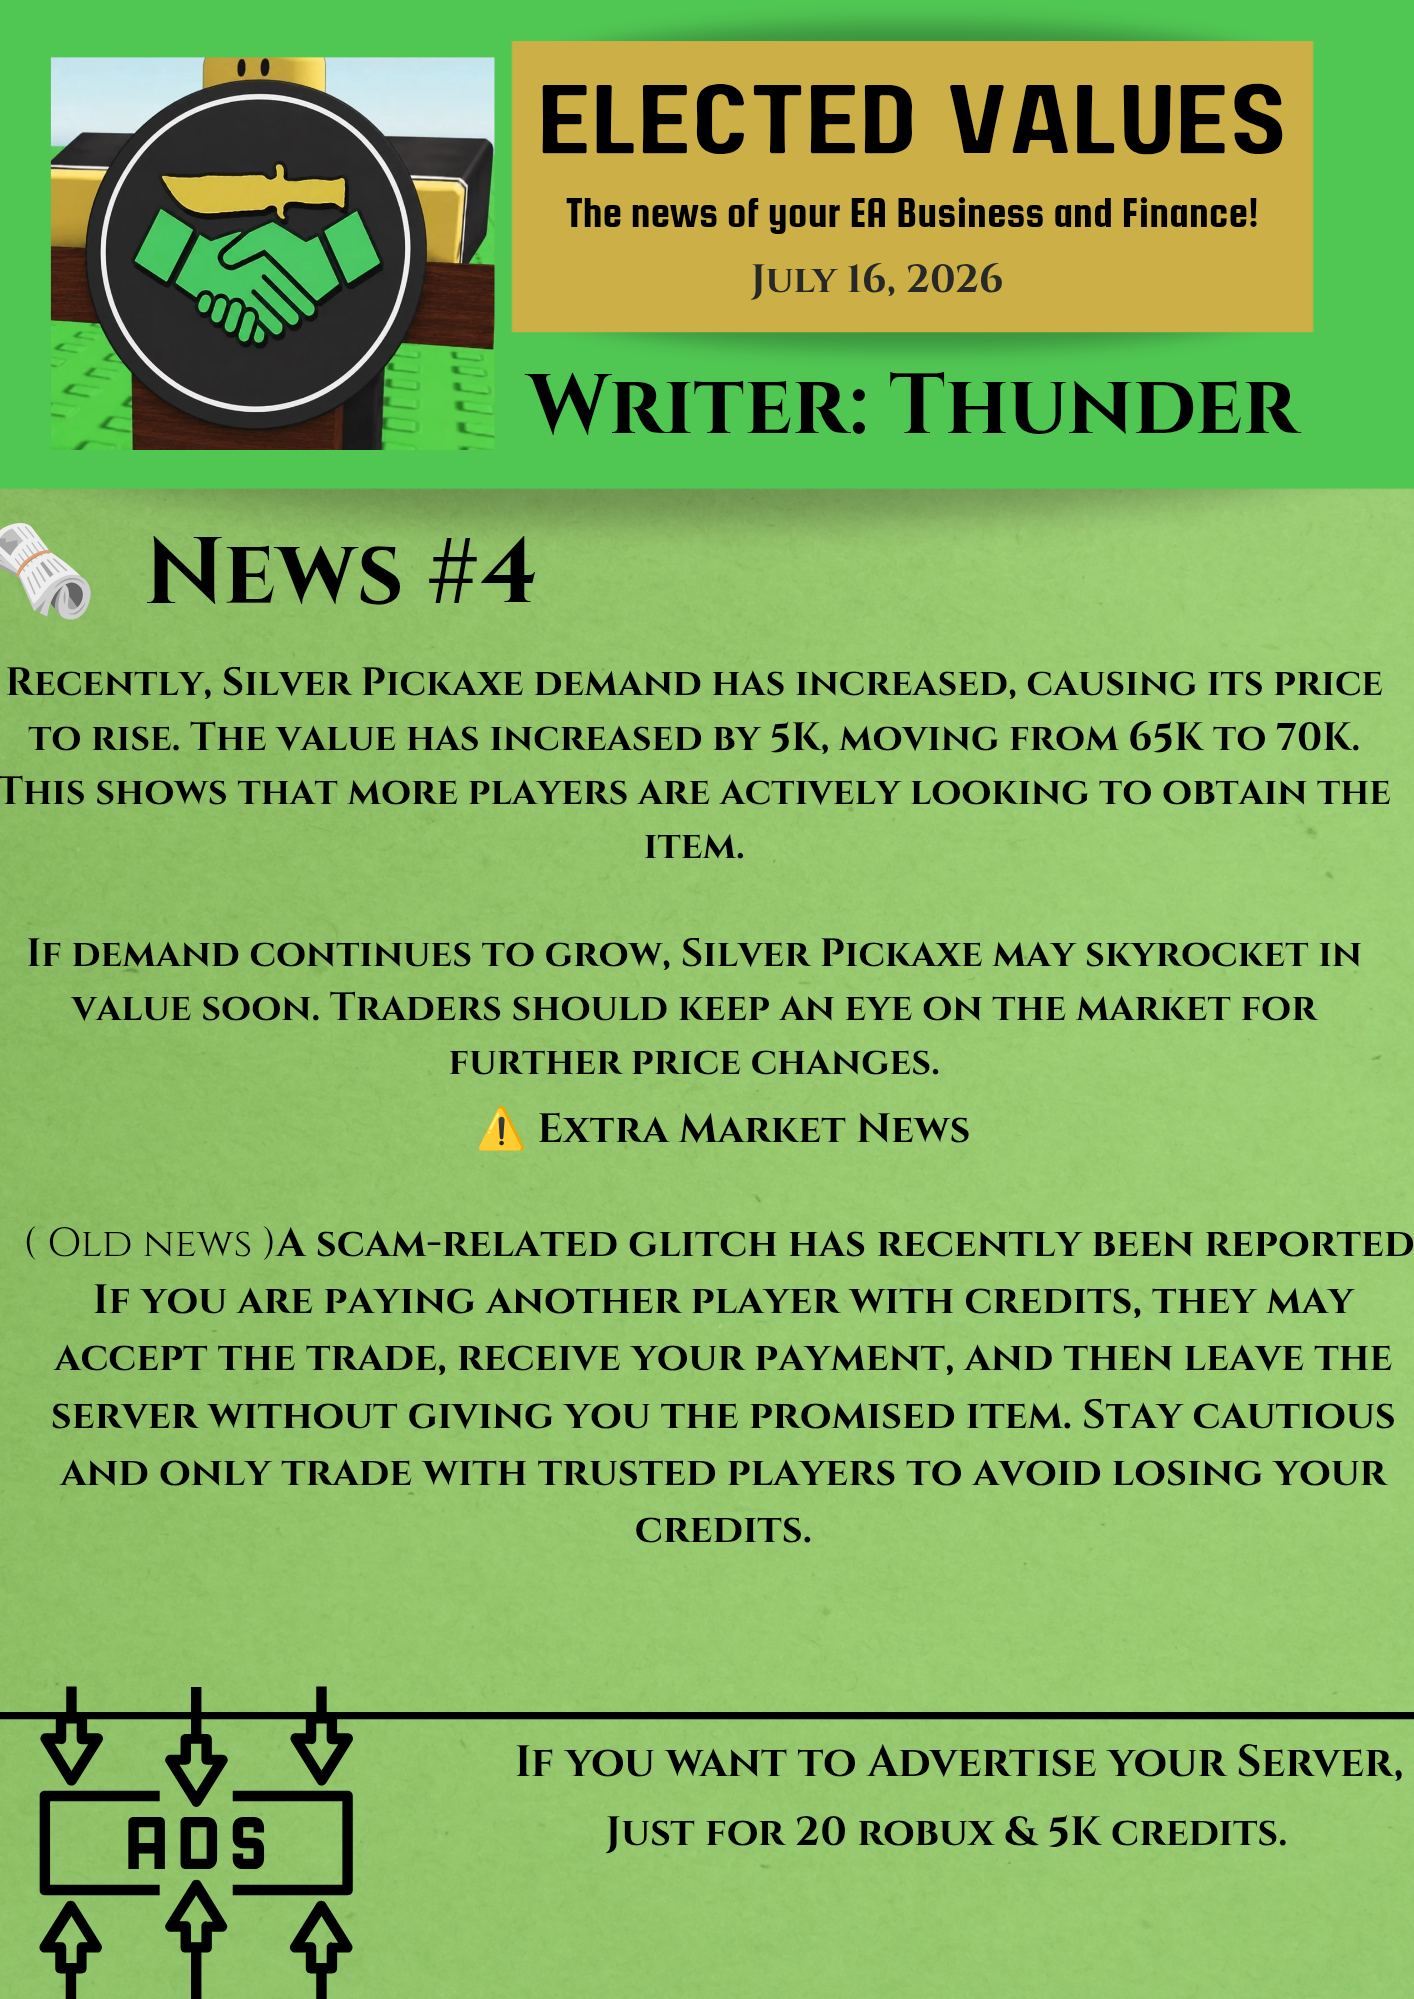 ELECTED VALUES
The news of your EA Business and Finance!
July 16, 2026
Writer: Thunder
News #4
Recently, Silver Pickaxe demand has increased, causing its price
to rise. The value has increased by 5K, moving from 65K to 70K.
This shows that more players are actively looking to obtain the
item.
If demand continues to grow, Silver Pickaxe may skyrocket in
value soon. Traders should keep an eye on the market for
further price changes.
⚠️ Extra Market News
( Old news )A scam-related glitch has recently been reported
If you are paying another player with credits, they may
accept the trade, receive your payment, and then leave the
server without giving you the promised item. Stay cautious
and only trade with trusted players to avoid losing your
credits.
If you want to Advertise your Server,
Just for 20 robux & 5K credits.
ADS